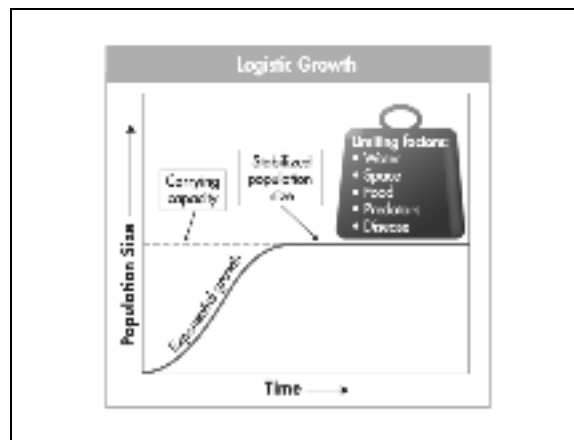 Logistic Growth
Limiting factors:
• Water
• Space
• Food
• Predators
• Disease
Stabilized
population
size
Carrying
capacity
Exponential growth
Population Size
Time